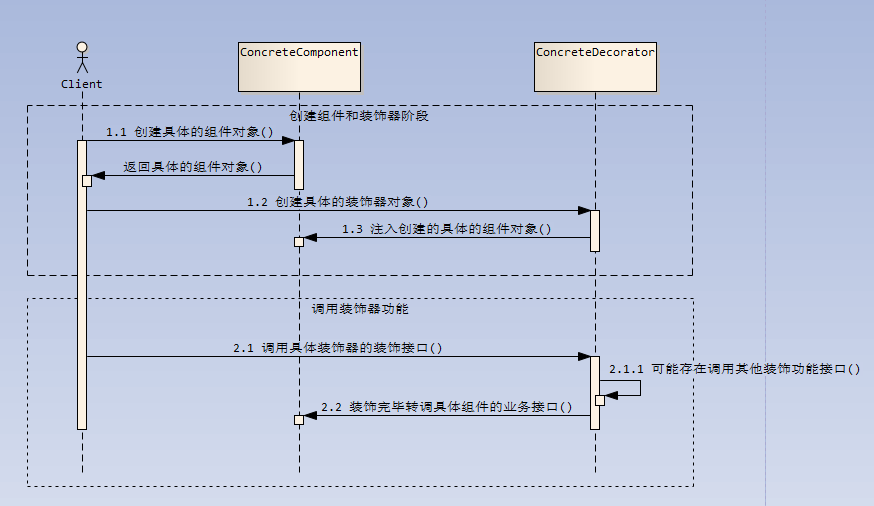 ConcreteComponent
ConcreteDecorator
Client
创建组件和装饰器阶段
1.1 创建具体的组件对象()
返回具体的组件对象()
1.2 创建具体的装饰器对象()
1.3 注入创建的具体的组件对象()
调用装饰器功能
2.1 调用具体装饰器的装饰接口()
2.1.1 可能存在调用其他装饰功能接口()
2.2 装饰完毕转调具体组件的业务接口()